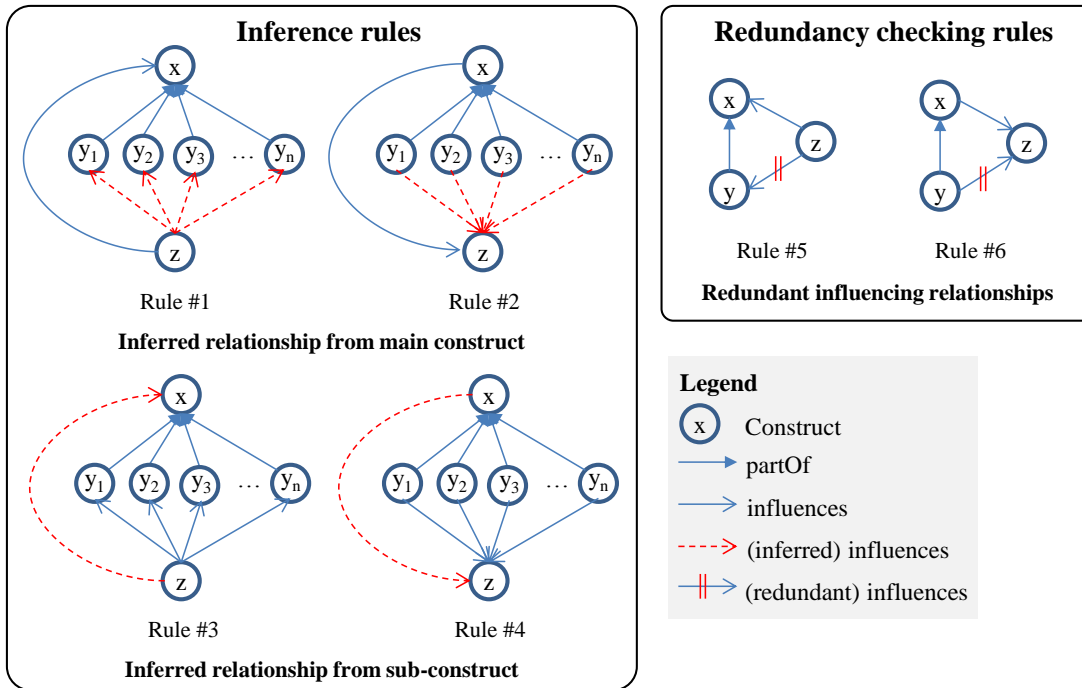 Inference rules
x
y1 y2 y3 … yn
z
Rule #1
x
y1 y2 y3 … yn
z
Rule #2
Inferred relationship from main construct
x
y1 y2 y3 … yn
z
Rule #3
x
y1 y2 y3 … yn
z
Rule #4
Inferred relationship from sub-construct
Redundancy checking rules
x
z
y
Rule #5
x
z
y
Rule #6
Redundant influencing relationships
Legend
x Construct
partOf
influences
(inferred) influences
(redundant) influences